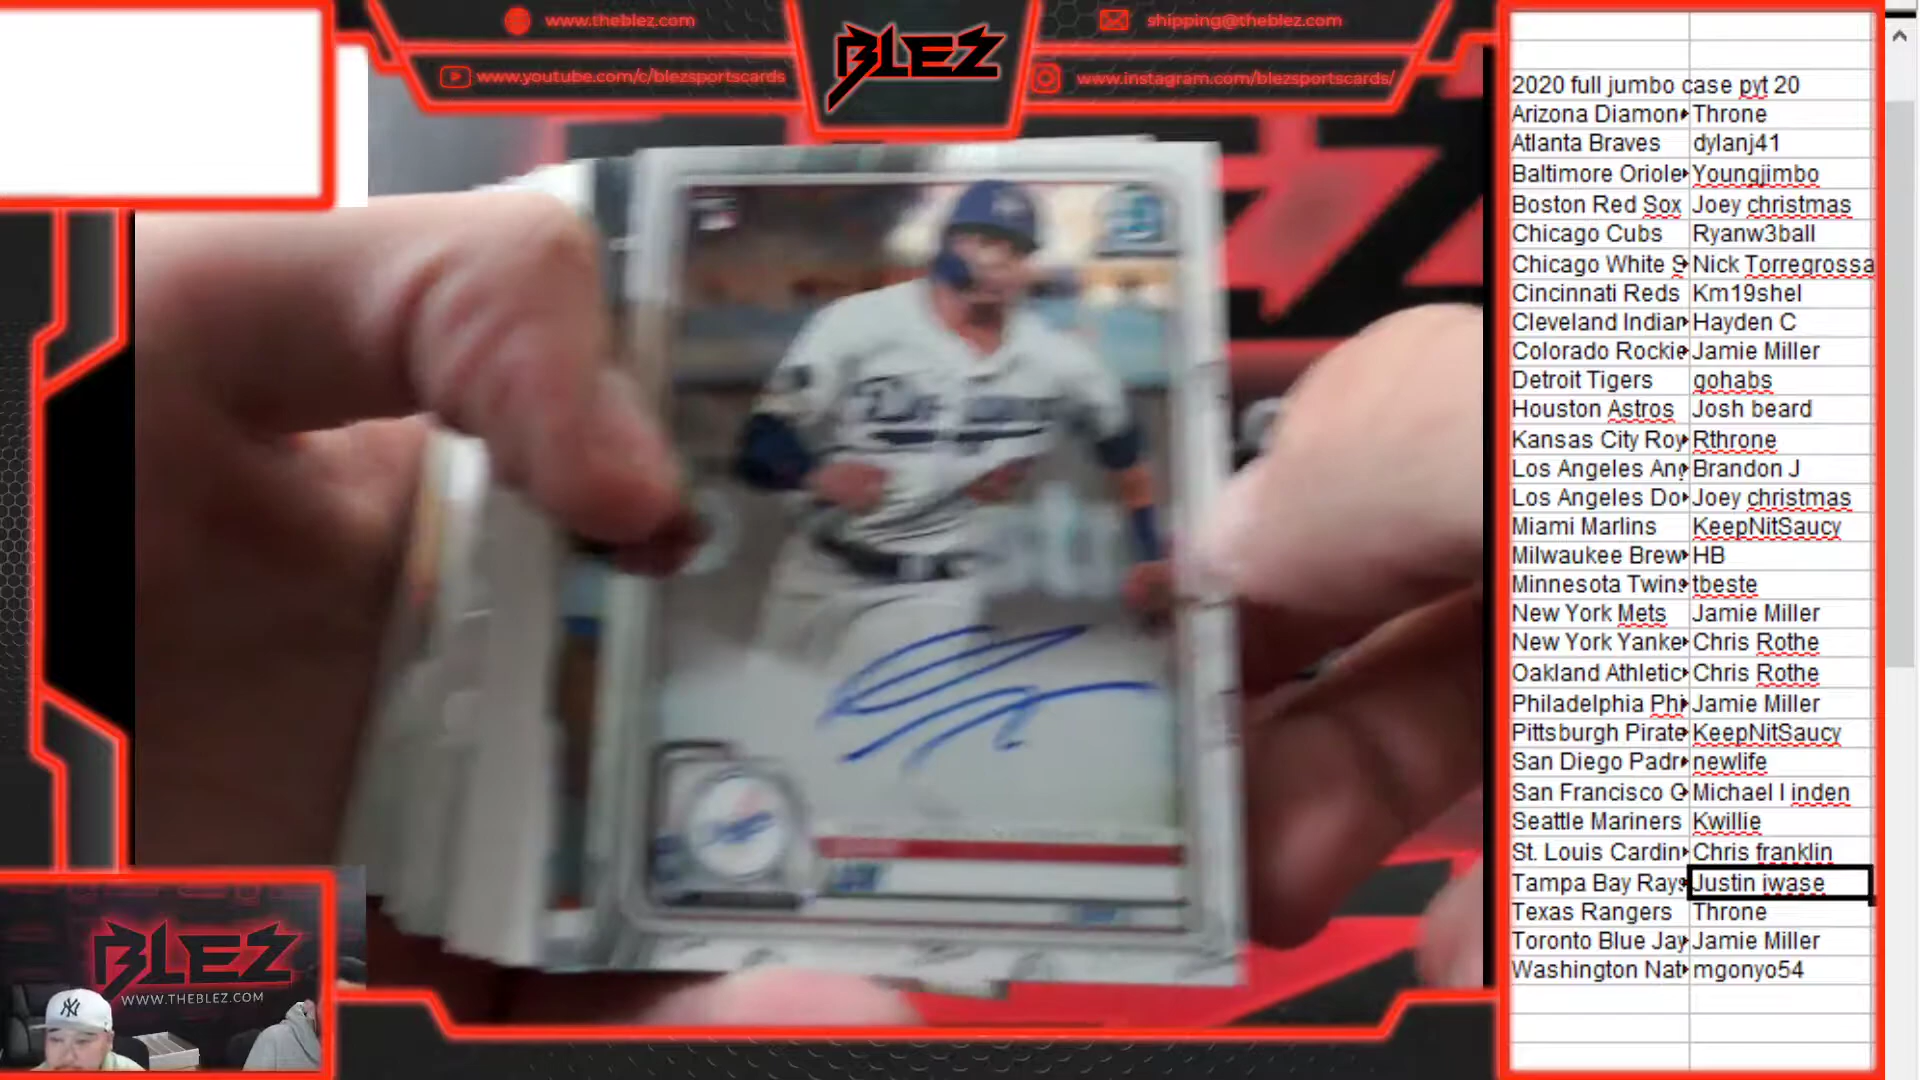 www.theblez.com
www.youtube.com/c/blezsportscards
BLEZ
shipping@theblez.com
www.instagram.com/blezsportscards/
2020 full jumbo case pyt 20
Arizona Diamon Throne
Atlanta Braves dylanj41
Baltimore Oriole Youngjimbo
Boston Red Sox Joey christmas
Chicago Cubs Ryanw3ball
Chicago White S Nick Torregrossa
Cincinnati Reds Km19shel
Cleveland Indian Hayden C
Colorado Rockie Jamie Miller
Detroit Tigers gohabs
Houston Astros Josh beard
Kansas City Roy Rthrone
Los Angeles Ang Brandon J
Los Angeles Do Joey christmas
Miami Marlins KeepNitSaucy
Milwaukee Brew HB
Minnesota Twins tbeste
New York Mets Jamie Miller
New York Yanke Chris Rothe
Oakland Athletic Chris Rothe
Philadelphia Phi Jamie Miller
Pittsburgh Pirate KeepNitSaucy
San Diego Padr newlife
San Francisco G Michael l inden
Seattle Mariners Kwillie
St. Louis Cardin Chris franklin
Tampa Bay Rays Justin iwase
Texas Rangers Throne
Toronto Blue Jay Jamie Miller
Washington Nat mgonyo54
BLEZ
WWW.THEBLEZ.COM